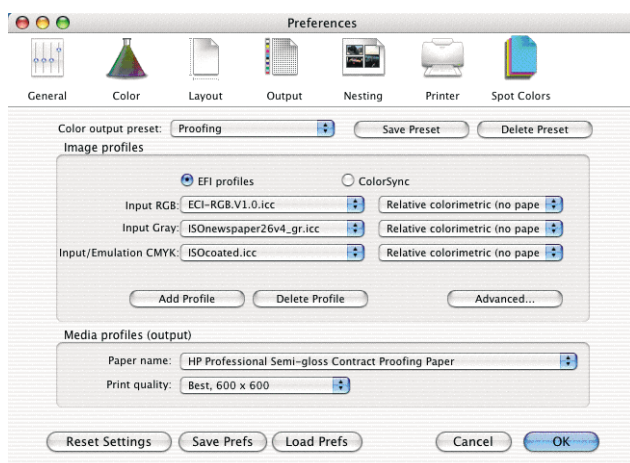 Preferences
General Color Layout Output Nesting Printer Spot Colors
Color output preset: Proofing Save Preset Delete Preset
Image profiles
EFI profiles ColorSync
Input RGB: ECI-RGB.V1.0.icc Relative colorimetric (no pape
Input Gray: ISOnewspaper26v4_gr.icc Relative colorimetric (no pape
Input/Emulation CMYK: ISOcoated.icc Relative colorimetric (no pape
Add Profile Delete Profile Advanced...
Media profiles (output)
Paper name: HP Professional Semi-gloss Contract Proofing Paper
Print quality: Best, 600 x 600
Reset Settings Save Prefs Load Prefs Cancel OK